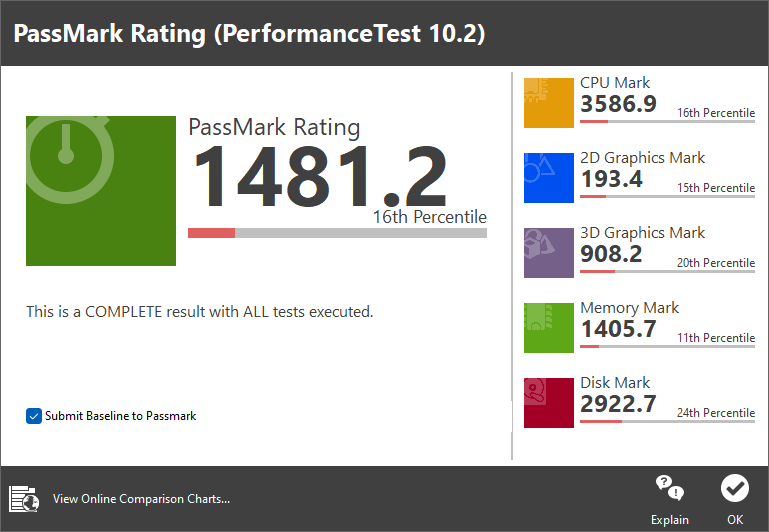 PassMark Rating (PerformanceTest 10.2)
PassMark Rating
1481.2
16th Percentile
This is a COMPLETE result with ALL tests executed.
Submit Baseline to Passmark
CPU Mark
3586.9
16th Percentile
2D Graphics Mark
193.4
15th Percentile
3D Graphics Mark
908.2
20th Percentile
Memory Mark
1405.7
11th Percentile
Disk Mark
2922.7
24th Percentile
View Online Comparison Charts...
Explain
OK